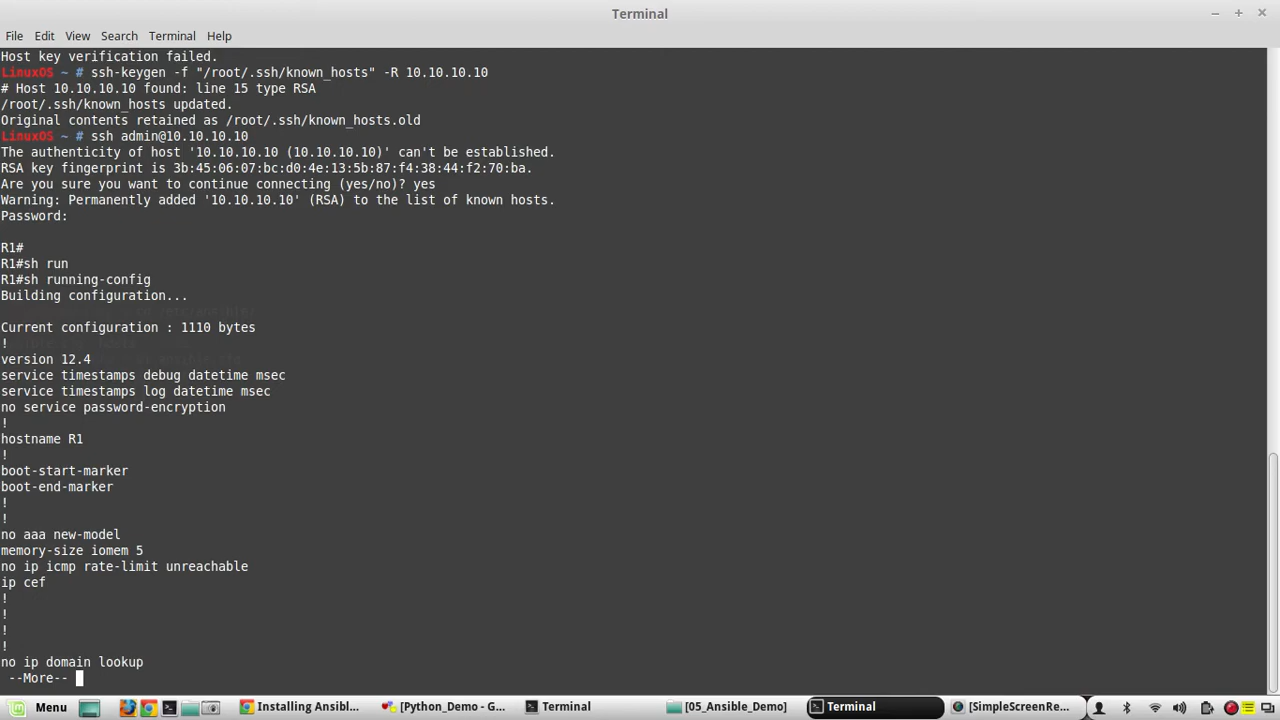 Terminal
File Edit View Search Terminal Help
Host key verification failed.
LinuxOS ~ # ssh-keygen -f "/root/.ssh/known_hosts" -R 10.10.10.10
# Host 10.10.10.10 found: line 15 type RSA
/root/.ssh/known_hosts updated.
Original contents retained as /root/.ssh/known_hosts.old
LinuxOS ~ # ssh admin@10.10.10.10
The authenticity of host '10.10.10.10 (10.10.10.10)' can't be established.
RSA key fingerprint is 3b:45:06:07:bc:d0:4e:13:5b:87:f4:38:44:f2:70:ba.
Are you sure you want to continue connecting (yes/no)? yes
Warning: Permanently added '10.10.10.10' (RSA) to the list of known hosts.
Password:
R1#
R1#sh run
R1#sh running-config
Building configuration...
Current configuration : 1110 bytes
!
version 12.4
service timestamps debug datetime msec
service timestamps log datetime msec
no service password-encryption
!
hostname R1
!
boot-start-marker
boot-end-marker
!
!
no aaa new-model
memory-size iomem 5
no ip icmp rate-limit unreachable
ip cef
!
!
!
!
no ip domain lookup
--More--
Menu Installing Ansibl... [Python_Demo] - G... Terminal [05_Ansible_Demo] Terminal [SimpleScreenRe...